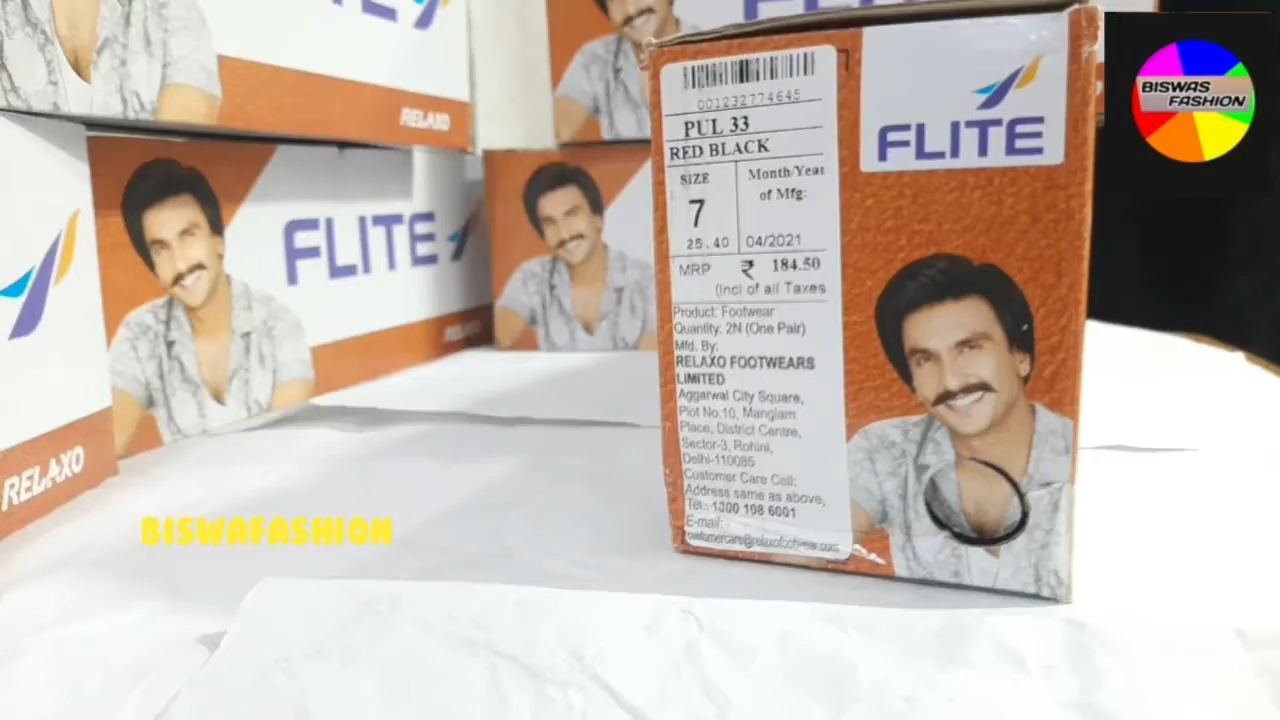 RELAXO
FLITE
RELAXO
FLITE
001232774645
PUL 33
RED BLACK
SIZE
7
25.40
Month/Year
of Mfg:
04/2021
MRP ₹ 184.50
(Incl of all Taxes
Product: Footwear
Quantity: 2N (One Pair)
Mfd. By:
RELAXO FOOTWEARS
LIMITED
Aggarwal City Square,
Plot No.10, Manglam
Place, District Centre,
Sector-3, Rohini,
Delhi-110085
Customer Care Cell:
Address same as above,
Tel.: 1800 108 6001
E-mail:
customercare@relaxofootwear.com
FLITE
BISWAS
FASHION
BISWAFASHION